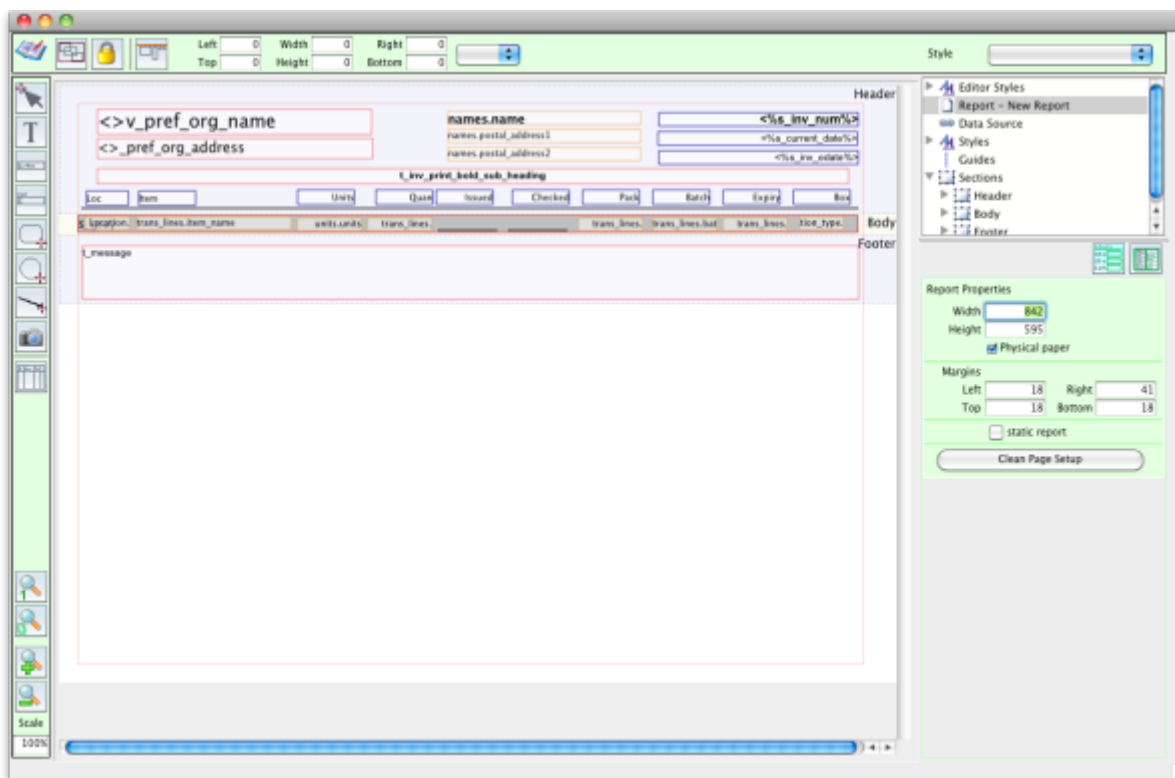 Left 0 Width 0 Right 0
Style
Top 0 Height 0 Bottom 0
Header
<>v_pref_org_name
<>_pref_org_address
names.name
names.postal_address1
names.postal_address2
<%s_inv_num%>
<%s_current_date%>
t_inv_print_bold_sub_heading
Loc Item Units Quan Issued Checked Pack Batch Expiry Box
location. trans_lines.item_name units.units trans_lines. trans_lines. trans_lines.bat trans_lines. tion_type. Body
Footer
t_message
Scale
100%
Editor Styles
Report - New Report
Data Source
Styles
Guides
Sections
Header
Body
Footer
Report Properties
Width 842
Height 595
Physical paper
Margins
Left 18 Right 41
Top 18 Bottom 18
static report
Clean Page Setup